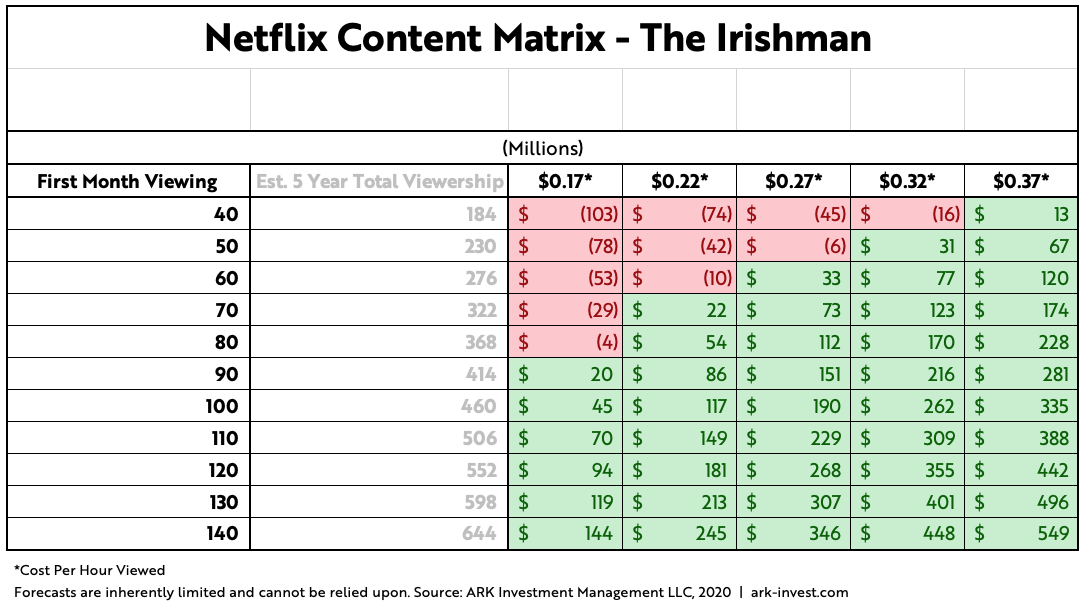 Netflix Content Matrix - The Irishman
(Millions)
First Month Viewing Est. 5 Year Total Viewership $0.17* $0.22* $0.27* $0.32* $0.37*
40 184 $ (103) $ (74) $ (45) $ (16) $ 13
50 230 $ (78) $ (42) $ (6) $ 31 $ 67
60 276 $ (53) $ (10) $ 33 $ 77 $ 120
70 322 $ (29) $ 22 $ 73 $ 123 $ 174
80 368 $ (4) $ 54 $ 112 $ 170 $ 228
90 414 $ 20 $ 86 $ 151 $ 216 $ 281
100 460 $ 45 $ 117 $ 190 $ 262 $ 335
110 506 $ 70 $ 149 $ 229 $ 309 $ 388
120 552 $ 94 $ 181 $ 268 $ 355 $ 442
130 598 $ 119 $ 213 $ 307 $ 401 $ 496
140 644 $ 144 $ 245 $ 346 $ 448 $ 549
*Cost Per Hour Viewed
Forecasts are inherently limited and cannot be relied upon. Source: ARK Investment Management LLC, 2020 | ark-invest.com